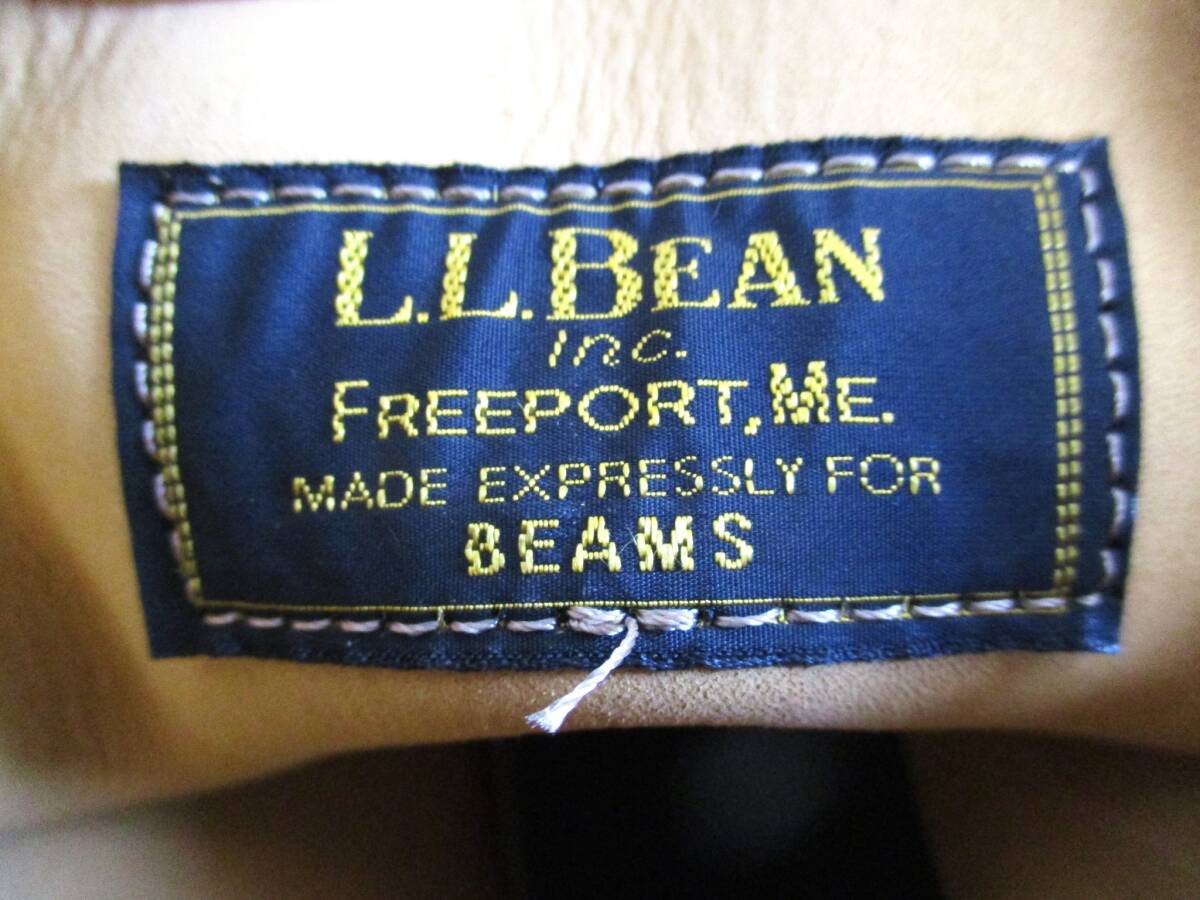 L.L.BEAN
inc.
FREEPORT, ME.
MADE EXPRESSLY FOR
BEAMS